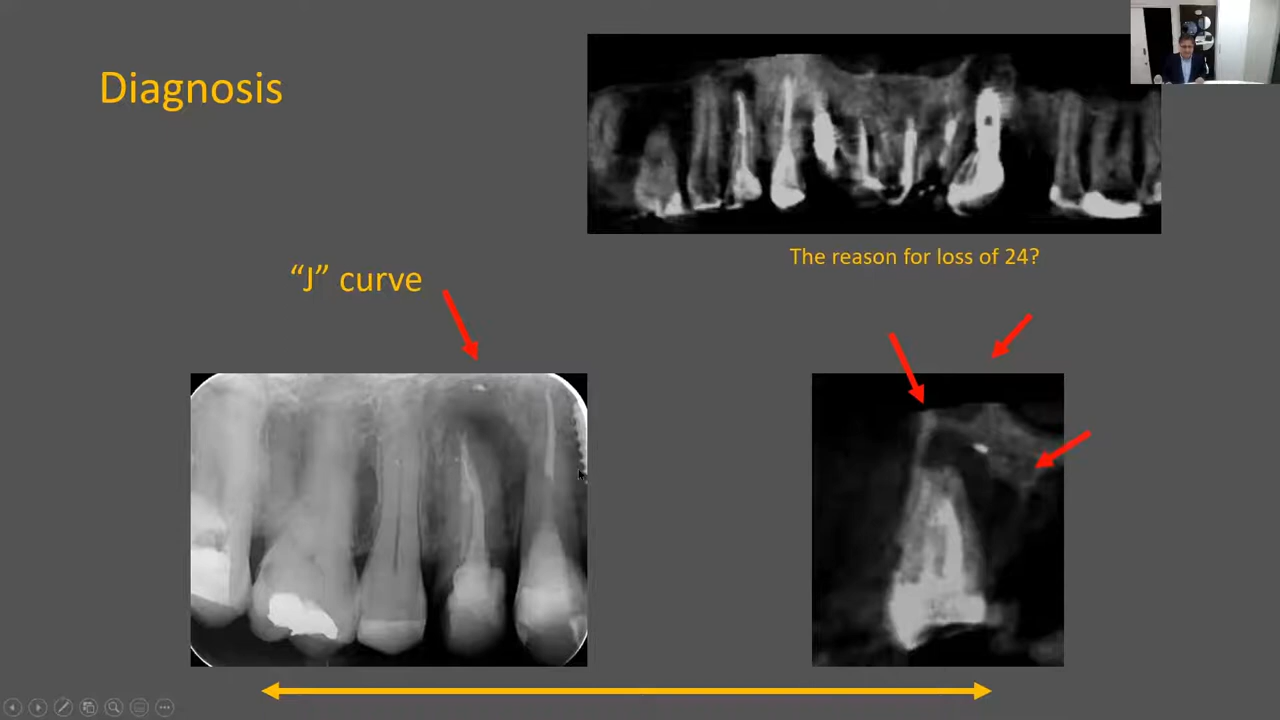 Diagnosis
The reason for loss of 24?
“J” curve